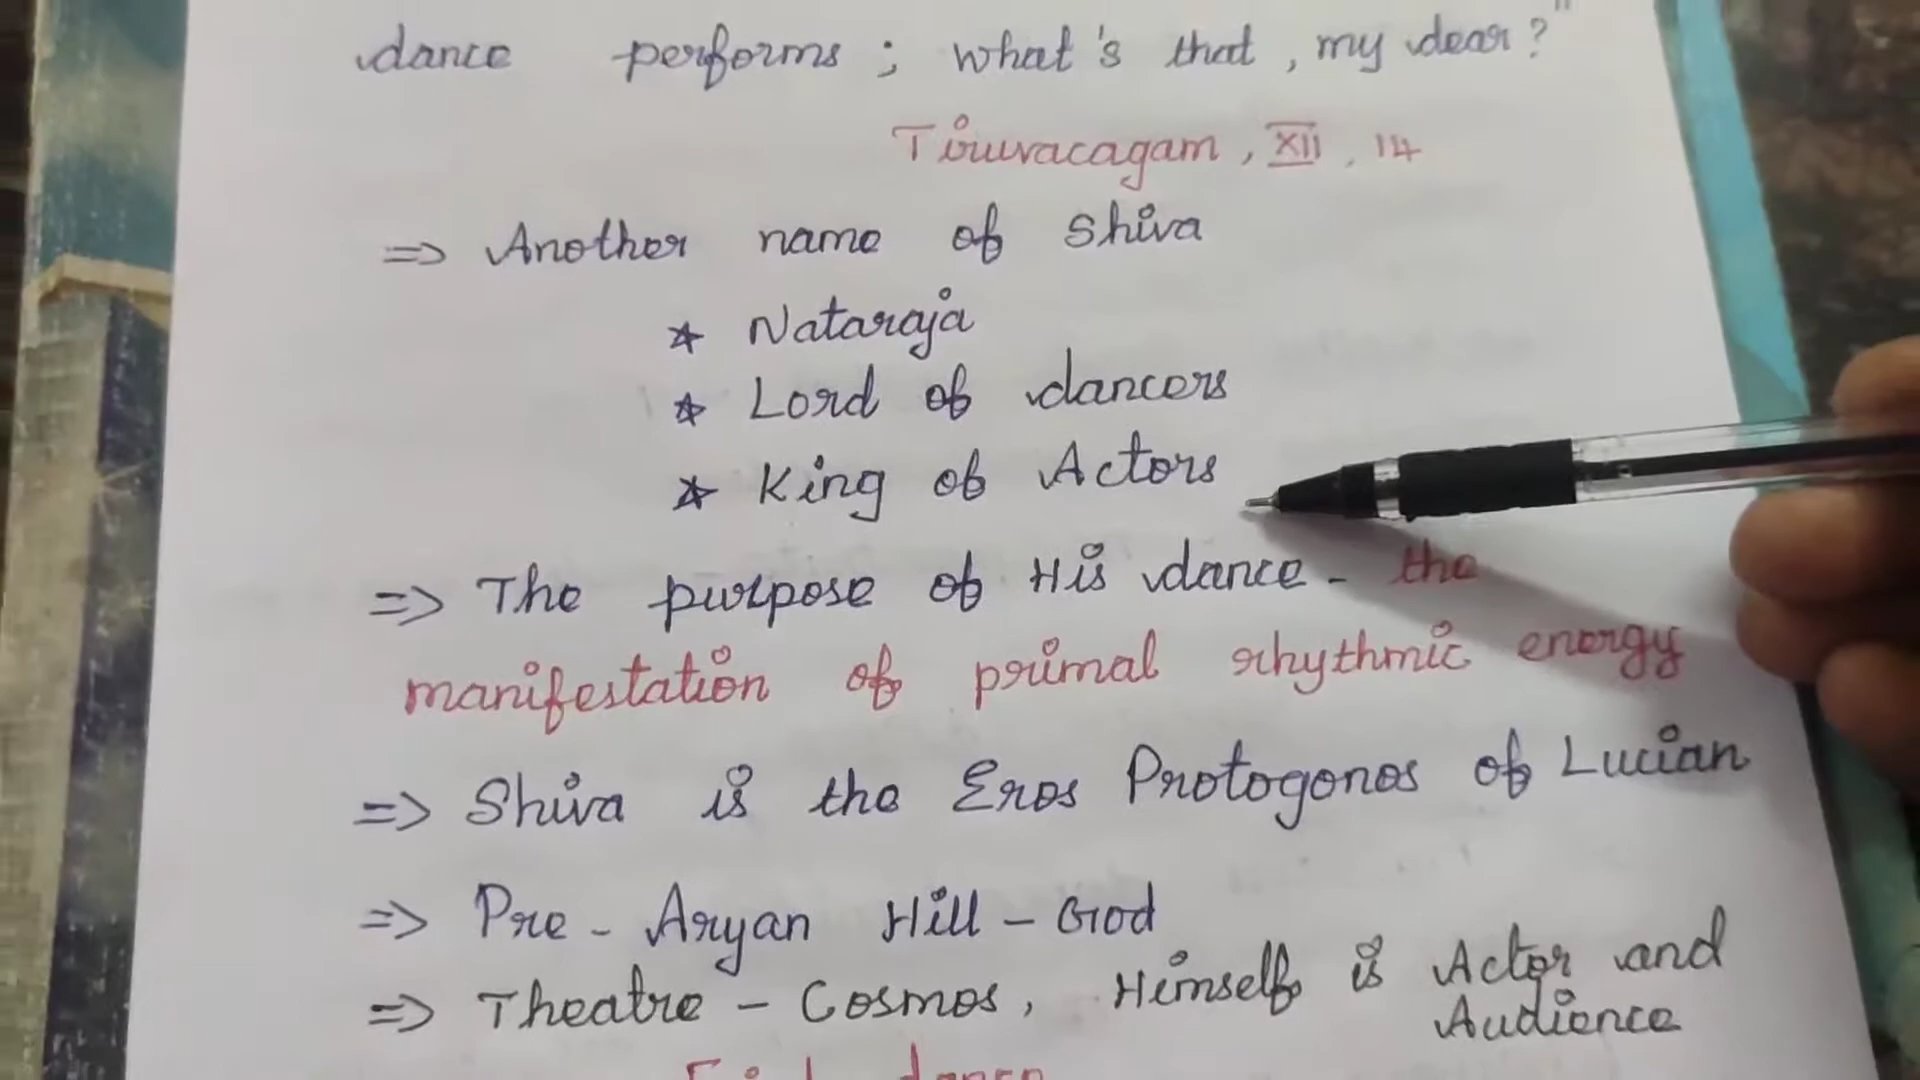 dance performs ; what's that , my dear ? "
Tiruvacagam , XII , 14
=> Another name of Shiva
* Nataraja
* Lord of dancers
* King of Actors
=> The purpose of His dance - the
manifestation of primal rhythmic energy
=> Shiva is the Eros Protogonos of Lucian
=> Pre - Aryan Hill - God
=> Theatre - Cosmos , Himself is Actor and
Audience
dance